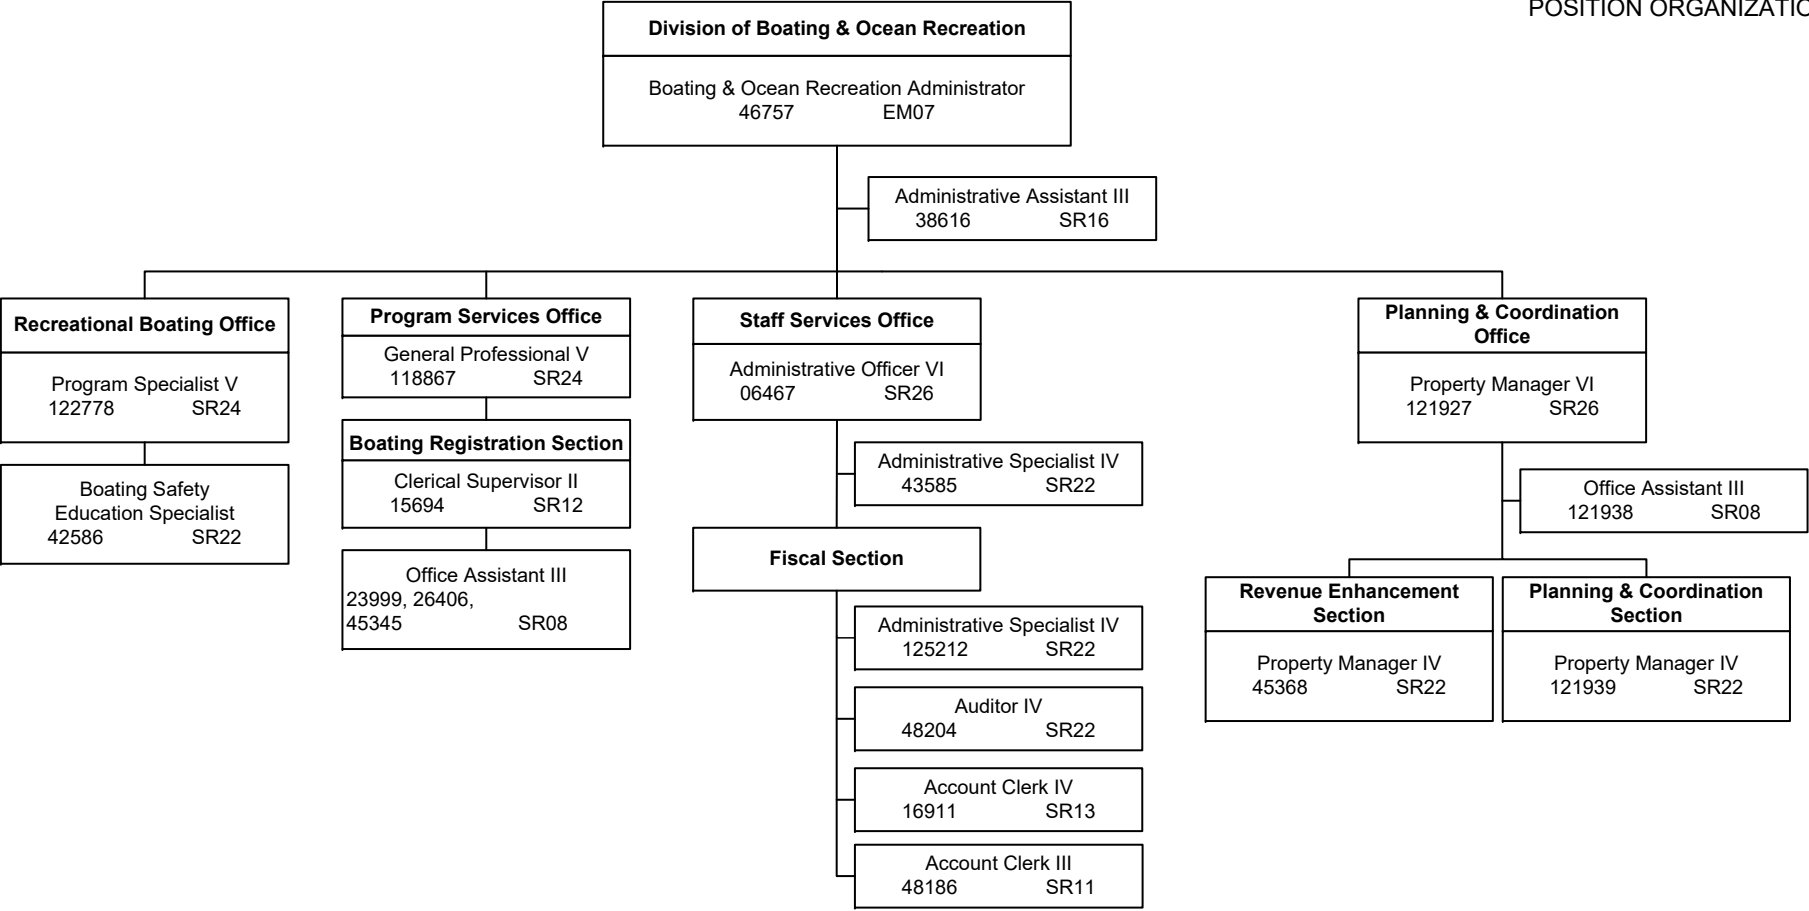 POSITION ORGANIZATIO
Division of Boating & Ocean Recreation
Boating & Ocean Recreation Administrator
46757 EM07
Administrative Assistant III
38616 SR16
Recreational Boating Office
Program Specialist V
122778 SR24
Boating Safety
Education Specialist
42586 SR22
Program Services Office
General Professional V
118867 SR24
Boating Registration Section
Clerical Supervisor II
15694 SR12
Office Assistant III
23999, 26406,
45345 SR08
Staff Services Office
Administrative Officer VI
06467 SR26
Administrative Specialist IV
43585 SR22
Fiscal Section
Administrative Specialist IV
125212 SR22
Auditor IV
48204 SR22
Account Clerk IV
16911 SR13
Account Clerk III
48186 SR11
Planning & Coordination
Office
Property Manager VI
121927 SR26
Office Assistant III
121938 SR08
Revenue Enhancement
Section
Property Manager IV
45368 SR22
Planning & Coordination
Section
Property Manager IV
121939 SR22